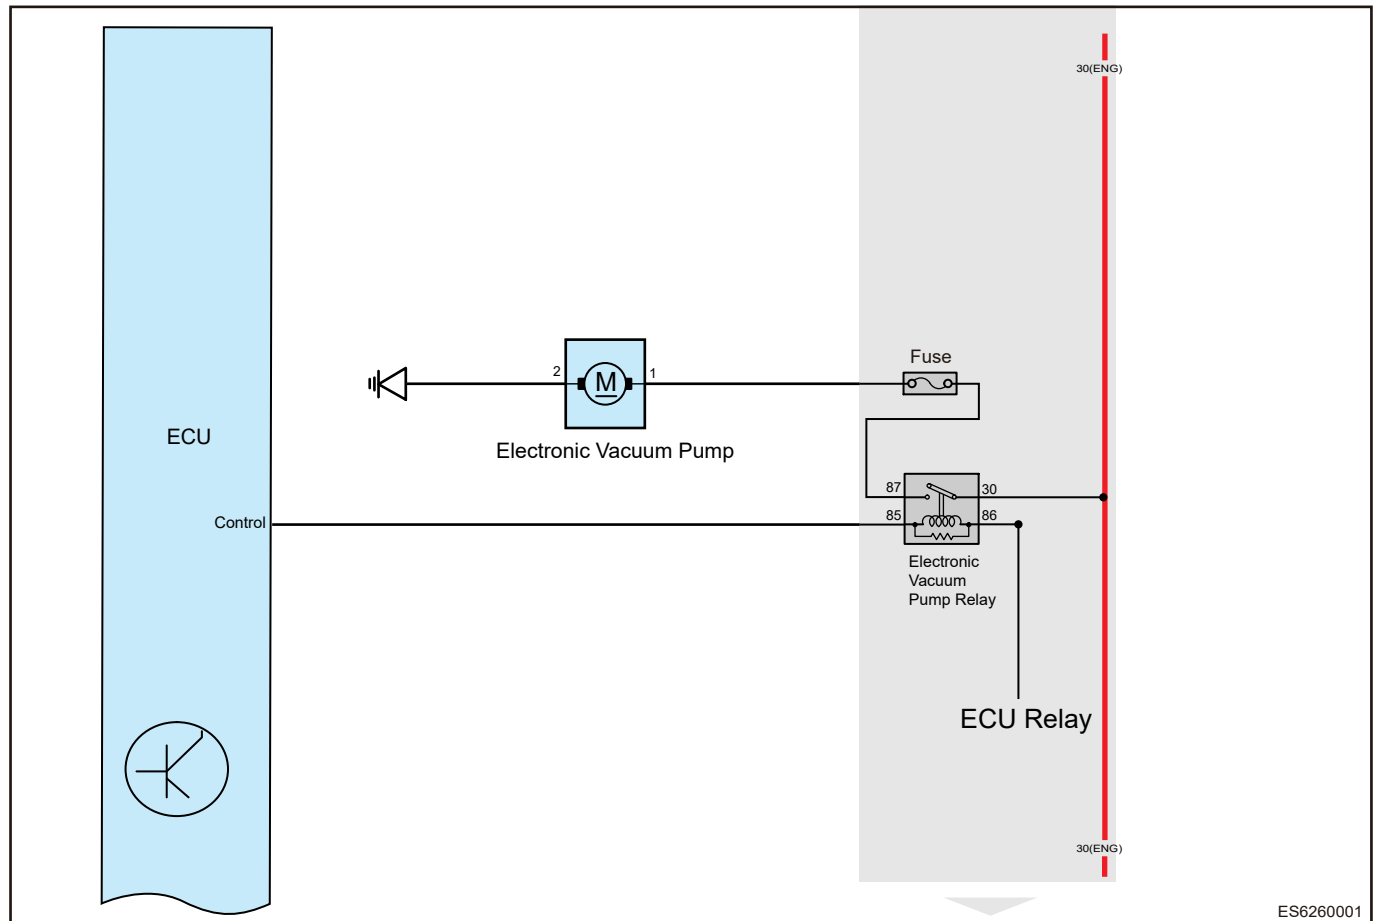 30(ENG)
Fuse
2
1
M
ECU
Electronic Vacuum Pump
87
30
85
86
Control
Electronic
Vacuum
Pump Relay
ECU Relay
30(ENG)
ES6260001